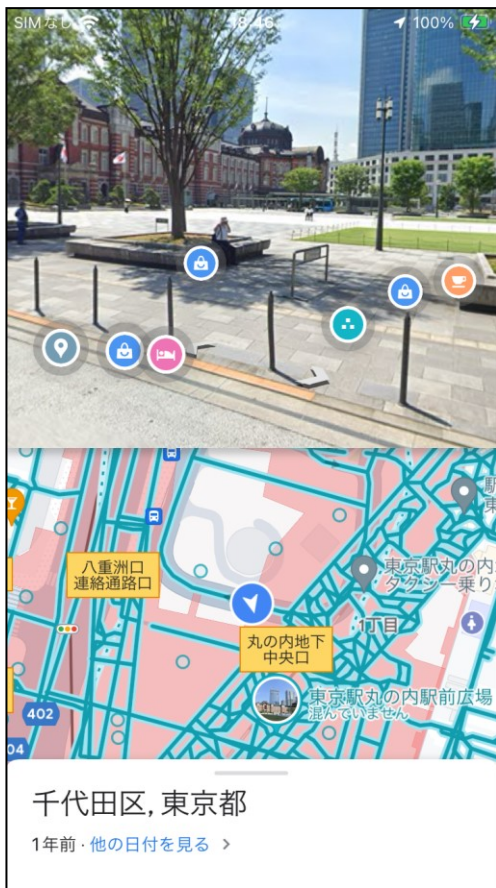 SIMなし
18:46
100%
八重洲口
連絡通路口
丸の内地下
中央口
1丁目
東京駅丸の内
タクシー乗り
東京駅丸の内駅前広場
混んでいません
402
04
千代田区, 東京都
1年前 · 他の日付を見る